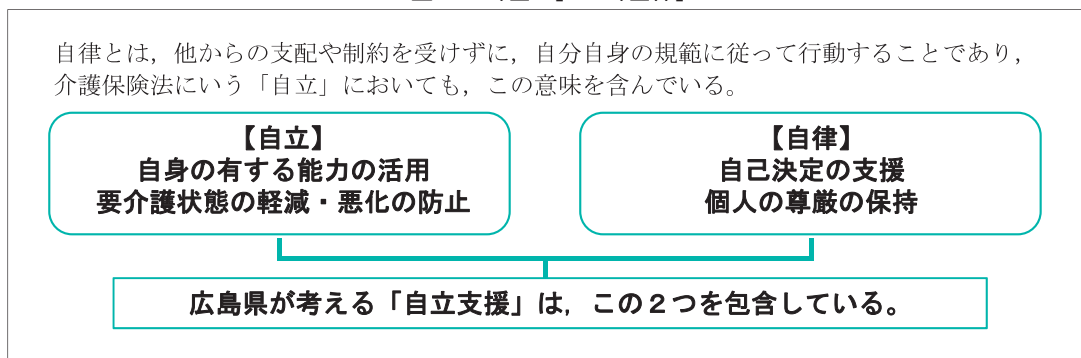 自律とは，他からの支配や制約を受けずに，自分自身の規範に従って行動することであり，
介護保険法にいう「自立」においても，この意味を含んでいる。
【自立】
自身の有する能力の活用
要介護状態の軽減・悪化の防止
【自律】
自己決定の支援
個人の尊厳の保持
広島県が考える「自立支援」は，この２つを包含している。